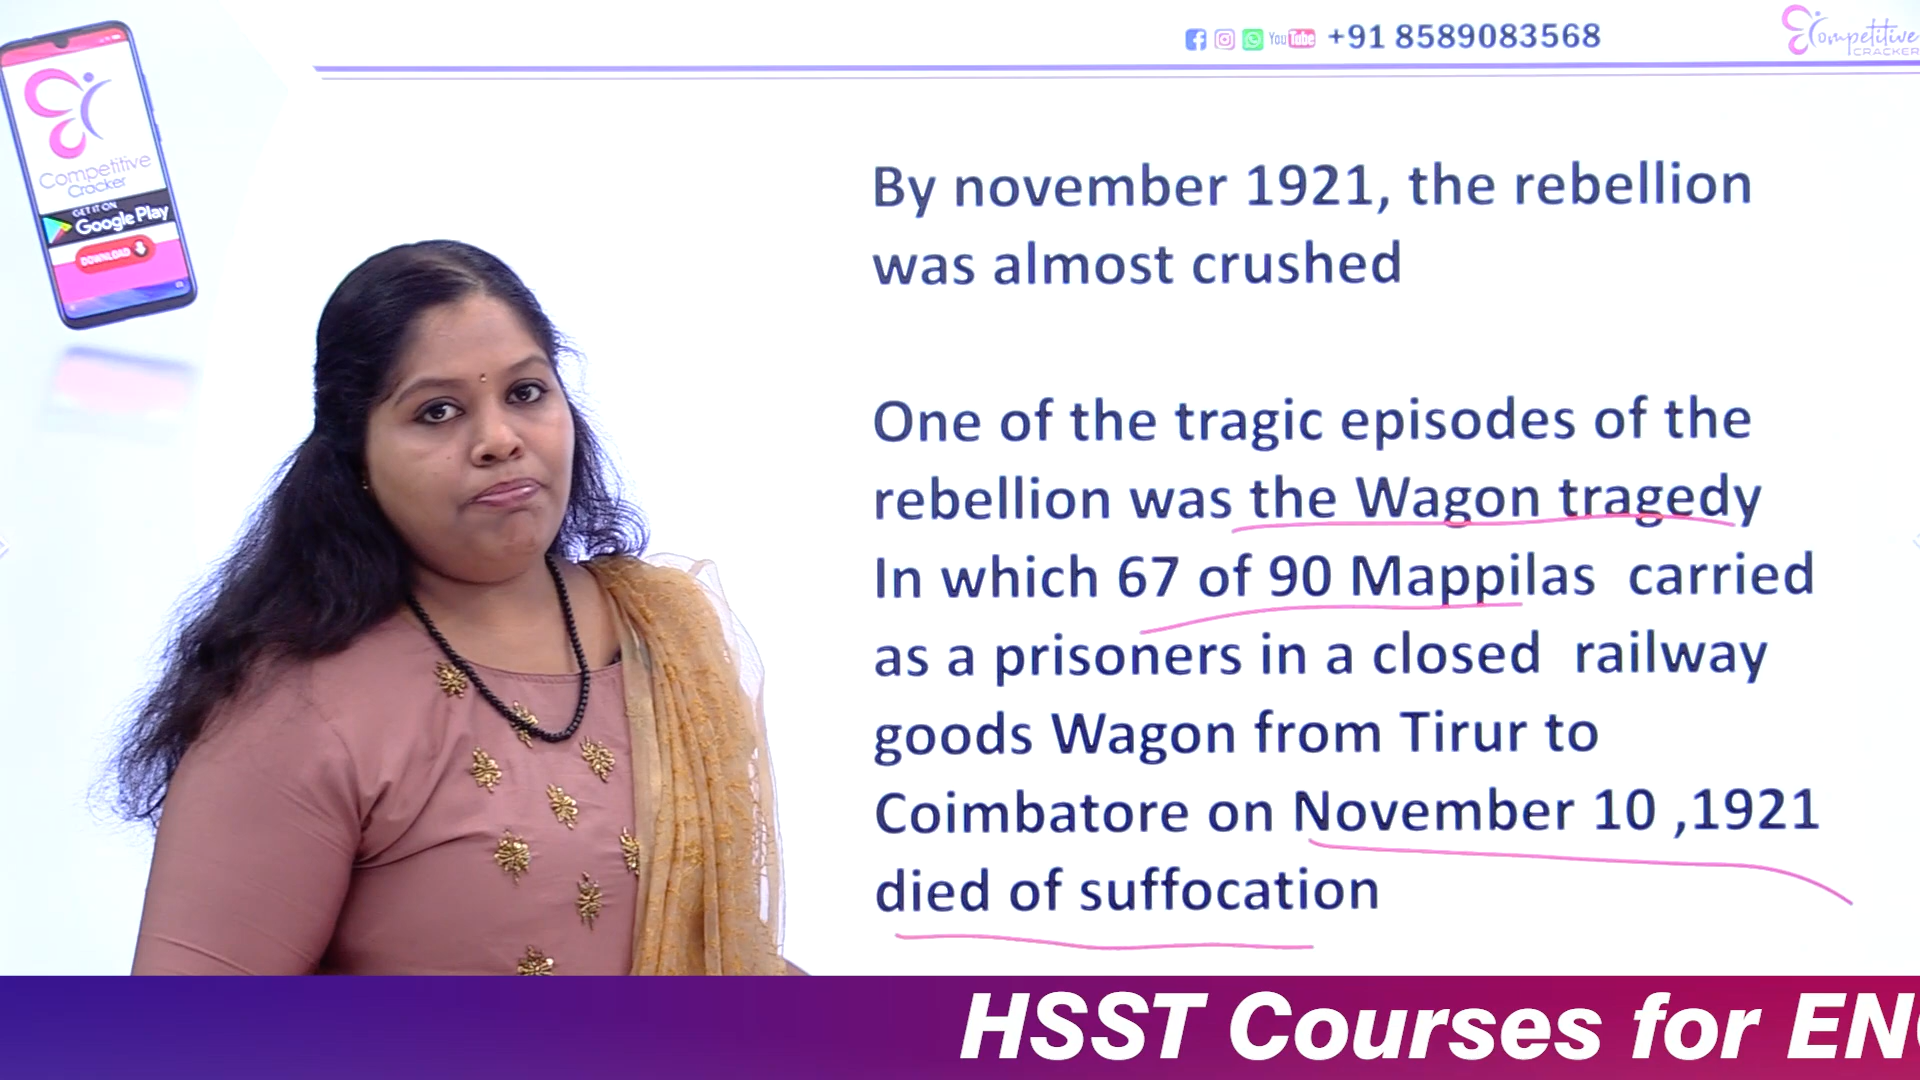 You Tube +91 8589083568
Competitive
CRACKER
Competitive
Cracker
GET IT ON
Google Play
DOWNLOAD
By november 1921, the rebellion
was almost crushed
One of the tragic episodes of the
rebellion was the Wagon tragedy
In which 67 of 90 Mappilas carried
as a prisoners in a closed railway
goods Wagon from Tirur to
Coimbatore on November 10 ,1921
died of suffocation
HSST Courses for EN